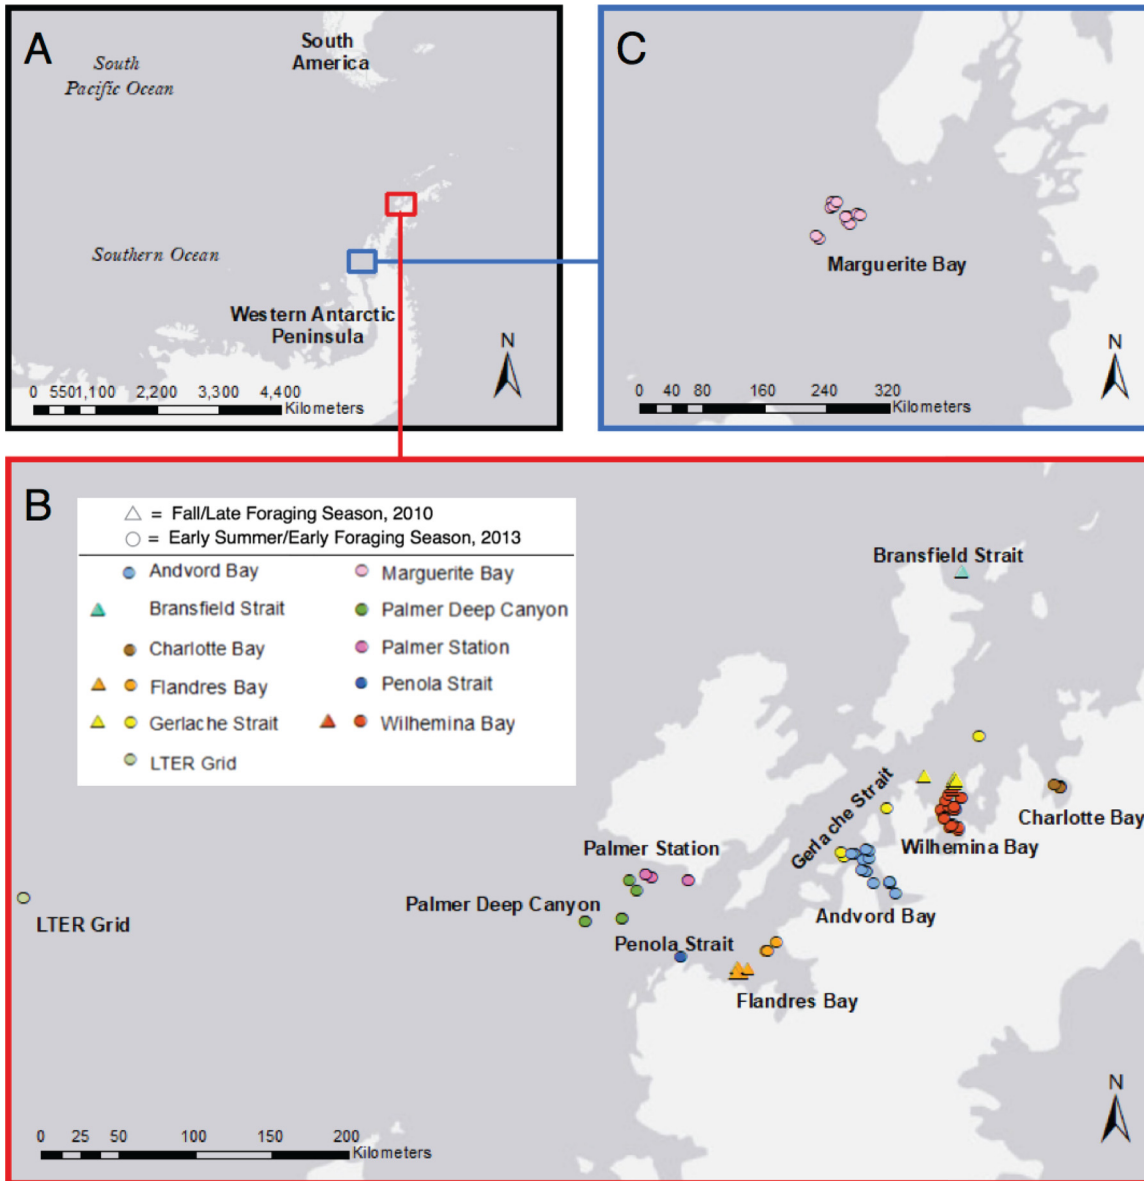 A
South
Pacific Ocean
South
America
Southern Ocean
Western Antarctic
Peninsula
N
0 550 1,100 2,200 3,300 4,400
Kilometers
C
Marguerite Bay
N
0 40 80 160 240 320
Kilometers
B
= Fall/Late Foraging Season, 2010
= Early Summer/Early Foraging Season, 2013
Andvord Bay
Bransfield Strait
Charlotte Bay
Flandres Bay
Gerlache Strait
LTER Grid
Marguerite Bay
Palmer Deep Canyon
Palmer Station
Penola Strait
Wilhemina Bay
Bransfield Strait
Gerlache Strait
Charlotte Bay
Wilhemina Bay
Palmer Station
Palmer Deep Canyon
LTER Grid
Andvord Bay
Penola Strait
Flandres Bay
N
0 25 50 100 150 200
Kilometers